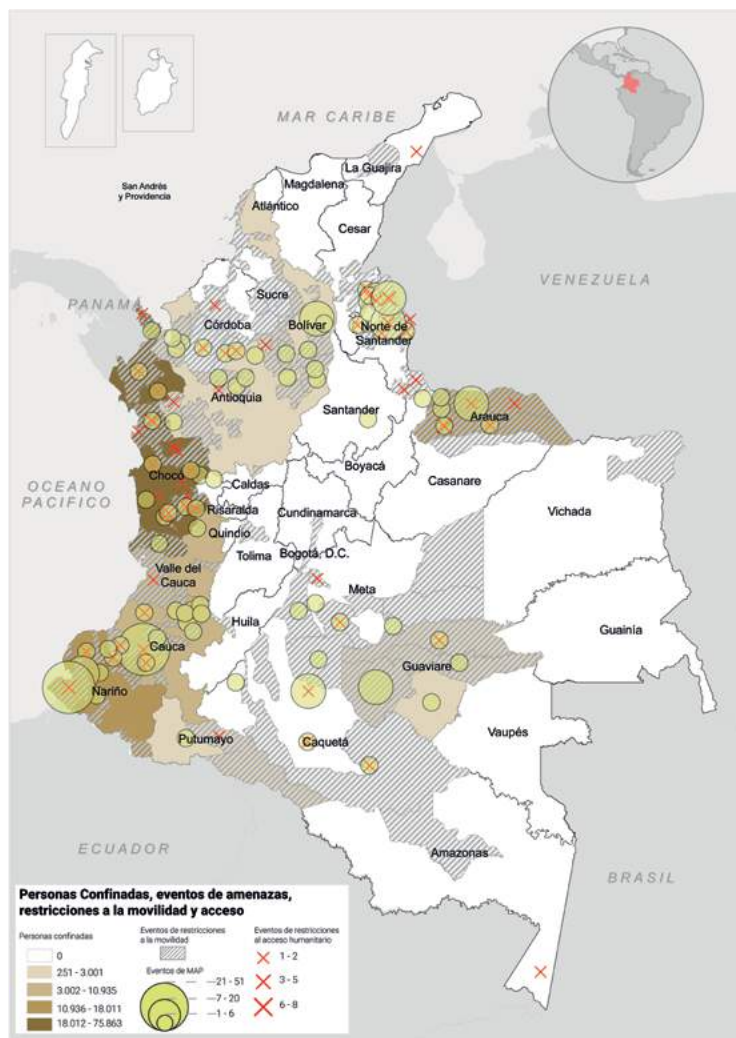 MAR CARIBE
La Guajira
Magdalena
San Andrés
y Providencia
Atlántico
Cesar
VENEZUELA
PANAMÁ
Sucre
Córdoba
Bolívar
Norte de
Santander
Antioquia
Santander
Arauca
Boyacá
OCEANO
PACIFICO
Chocó
Caldas
Casanare
Risaralda
Cundinamarca
Vichada
Quindio
Bogotá, D.C.
Tolima
Valle del
Cauca
Meta
Huila
Guainía
Cauca
Guaviare
Nariño
Vaupés
Putumayo
Caquetá
ECUADOR
Amazonas
BRASIL
Personas Confinadas, eventos de amenazas,
restricciones a la movilidad y acceso
Personas confinadas
0
251 - 3.001
3.002 - 10.935
10.936 - 18.011
18.012 - 75.863
Eventos de restricciones
a la movilidad
Eventos de MAP
21 - 51
7 - 20
1 - 6
Eventos de restricciones
al acceso humanitario
1 - 2
3 - 5
6 - 8